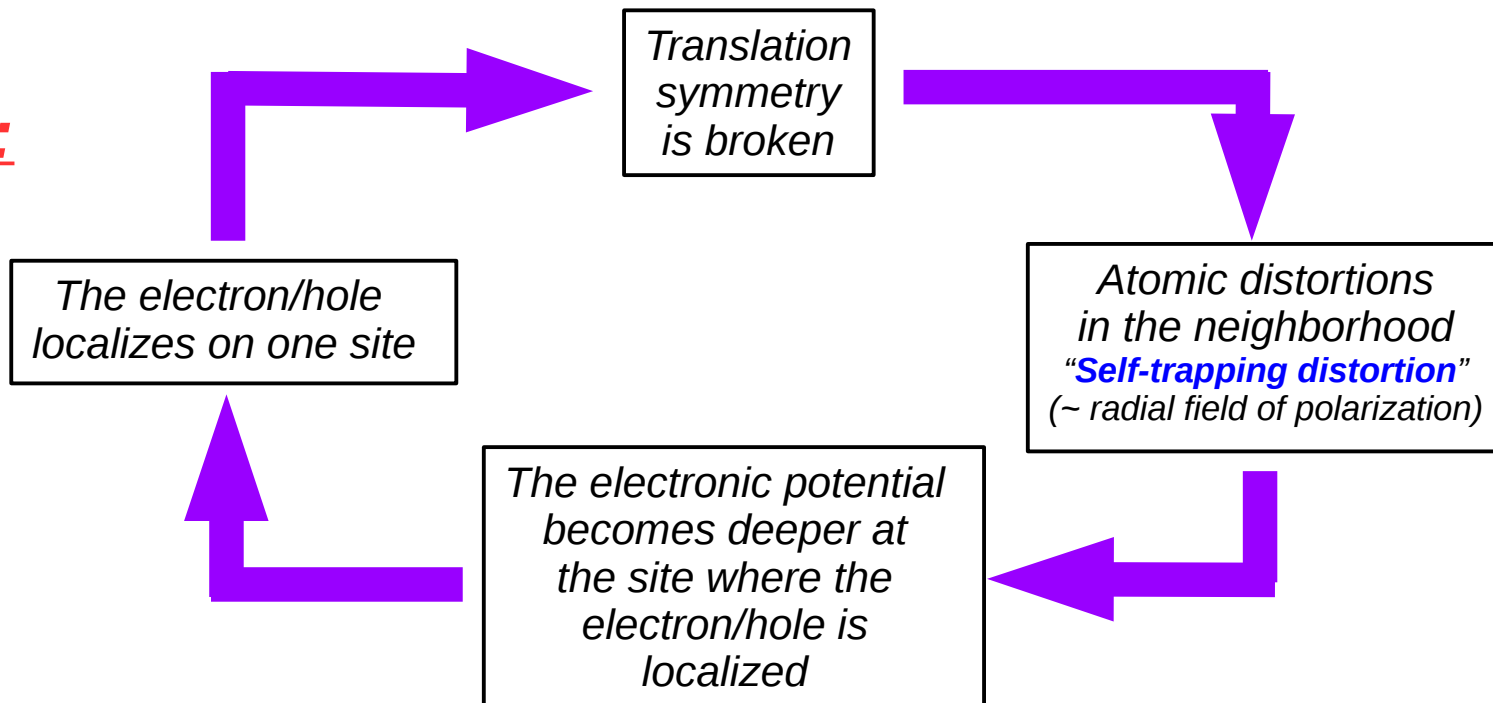 Translation
symmetry
is broken
The electron/hole
localizes on one site
Atomic distortions
in the neighborhood
“Self-trapping distortion”
(~ radial field of polarization)
The electronic potential
becomes deeper at
the site where the
electron/hole is
localized